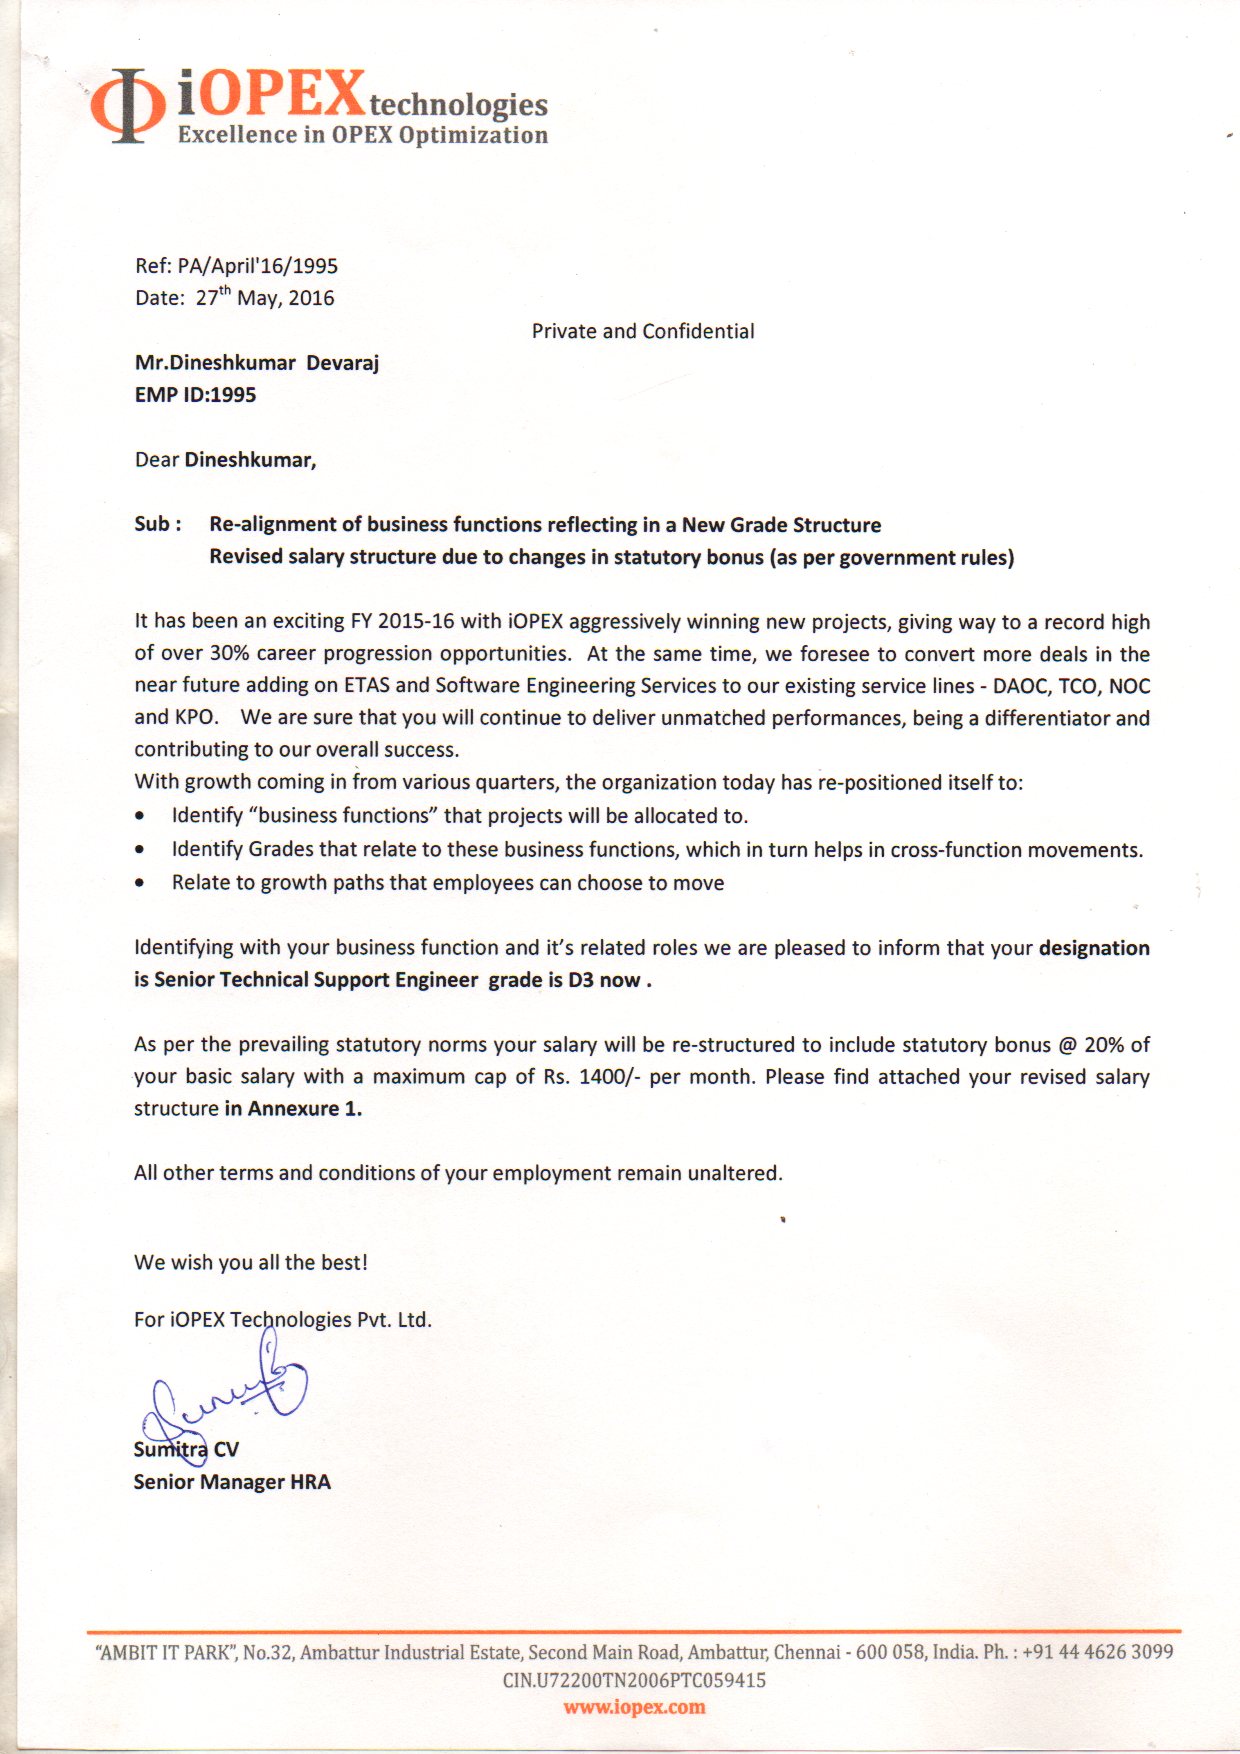 iOPEX technologies
Excellence in OPEX Optimization
Ref: PA/April'16/1995
Date:  27th May, 2016
Private and Confidential
Mr.Dineshkumar  Devaraj
EMP ID:1995
Dear Dineshkumar,
Sub :    Re-alignment of business functions reflecting in a New Grade Structure
Revised salary structure due to changes in statutory bonus (as per government rules)
It has been an exciting FY 2015-16 with iOPEX aggressively winning new projects, giving way to a record high
of over 30% career progression opportunities.  At the same time, we foresee to convert more deals in the
near future adding on ETAS and Software Engineering Services to our existing service lines - DAOC, TCO, NOC
and KPO.   We are sure that you will continue to deliver unmatched performances, being a differentiator and
contributing to our overall success.
With growth coming in from various quarters, the organization today has re-positioned itself to:
• Identify “business functions” that projects will be allocated to.
• Identify Grades that relate to these business functions, which in turn helps in cross-function movements.
• Relate to growth paths that employees can choose to move
Identifying with your business function and it’s related roles we are pleased to inform that your designation
is Senior Technical Support Engineer  grade is D3 now .
As per the prevailing statutory norms your salary will be re-structured to include statutory bonus @ 20% of
your basic salary with a maximum cap of Rs. 1400/- per month. Please find attached your revised salary
structure in Annexure 1.
All other terms and conditions of your employment remain unaltered.
We wish you all the best!
For iOPEX Technologies Pvt. Ltd.
Sumitra CV
Senior Manager HRA
“AMBIT IT PARK”, No.32, Ambattur Industrial Estate, Second Main Road, Ambattur, Chennai - 600 058, India. Ph. : +91 44 4626 3099
CIN.U72200TN2006PTC059415
www.iopex.com